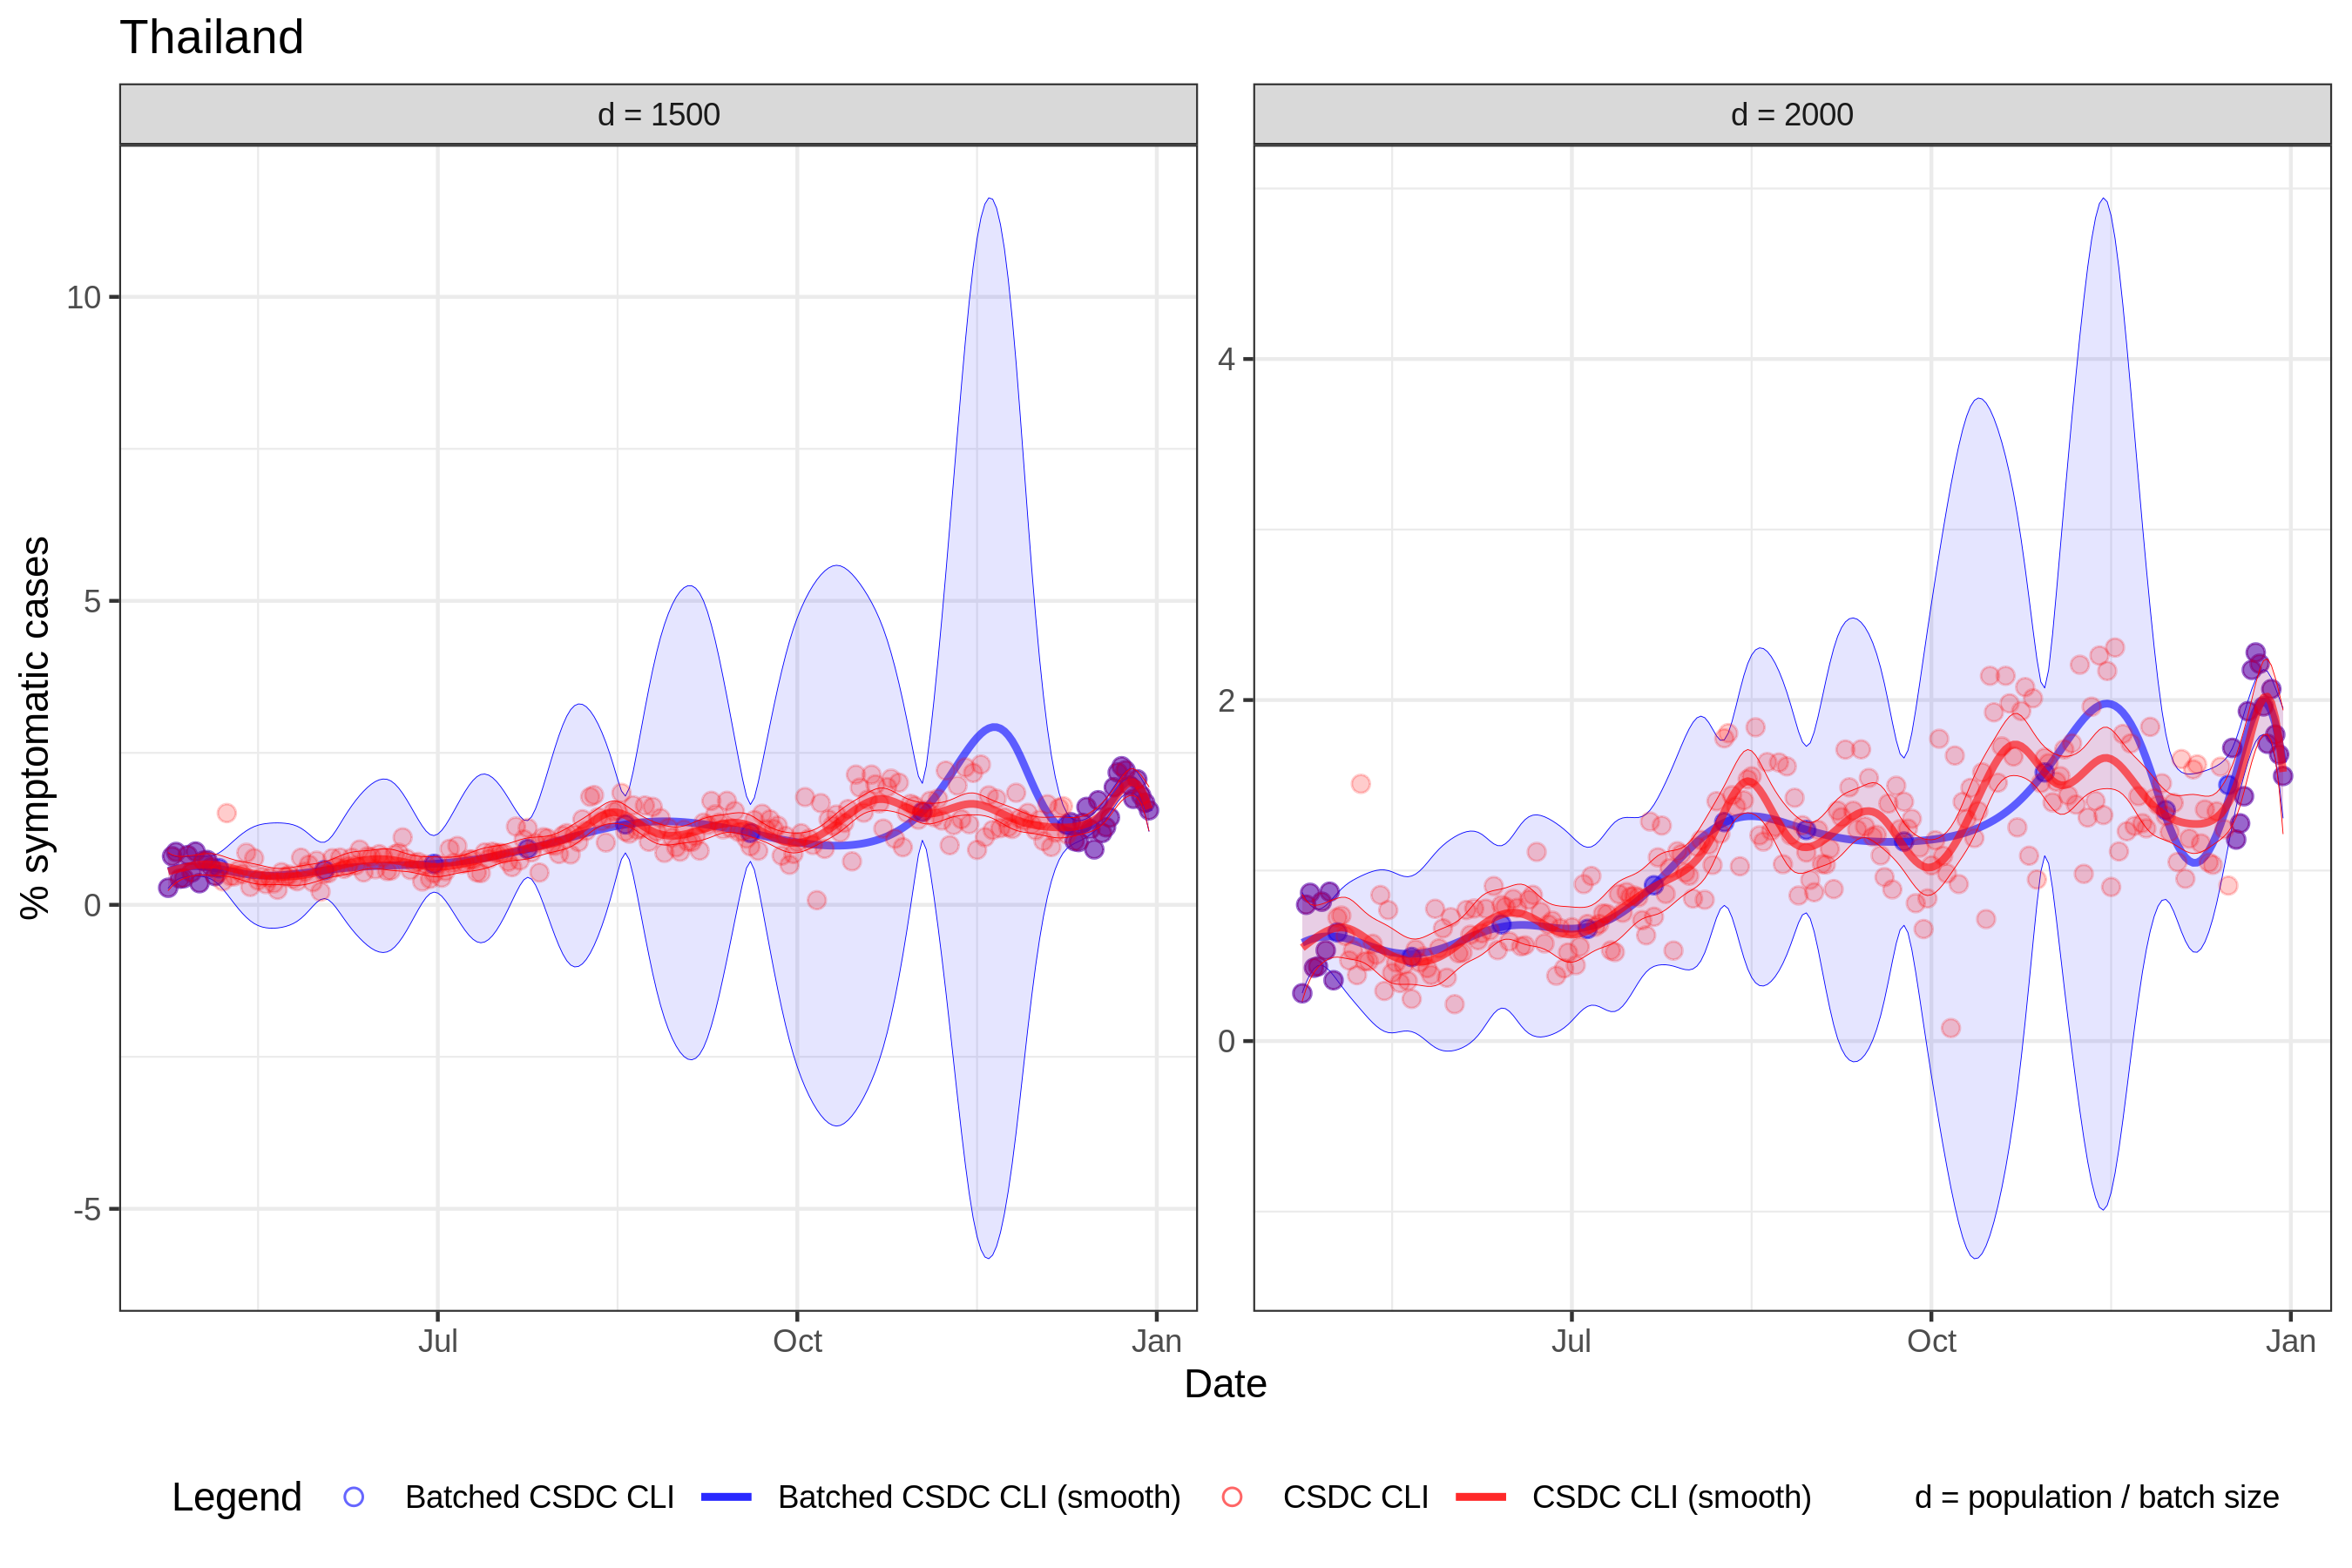 Thailand
d = 1500
d = 2000
% symptomatic cases
10
5
0
-5
4
2
0
Jul
Oct
Jan
Jul
Oct
Jan
Date
Legend
Batched CSDC CLI
Batched CSDC CLI (smooth)
CSDC CLI
CSDC CLI (smooth)
d = population / batch size